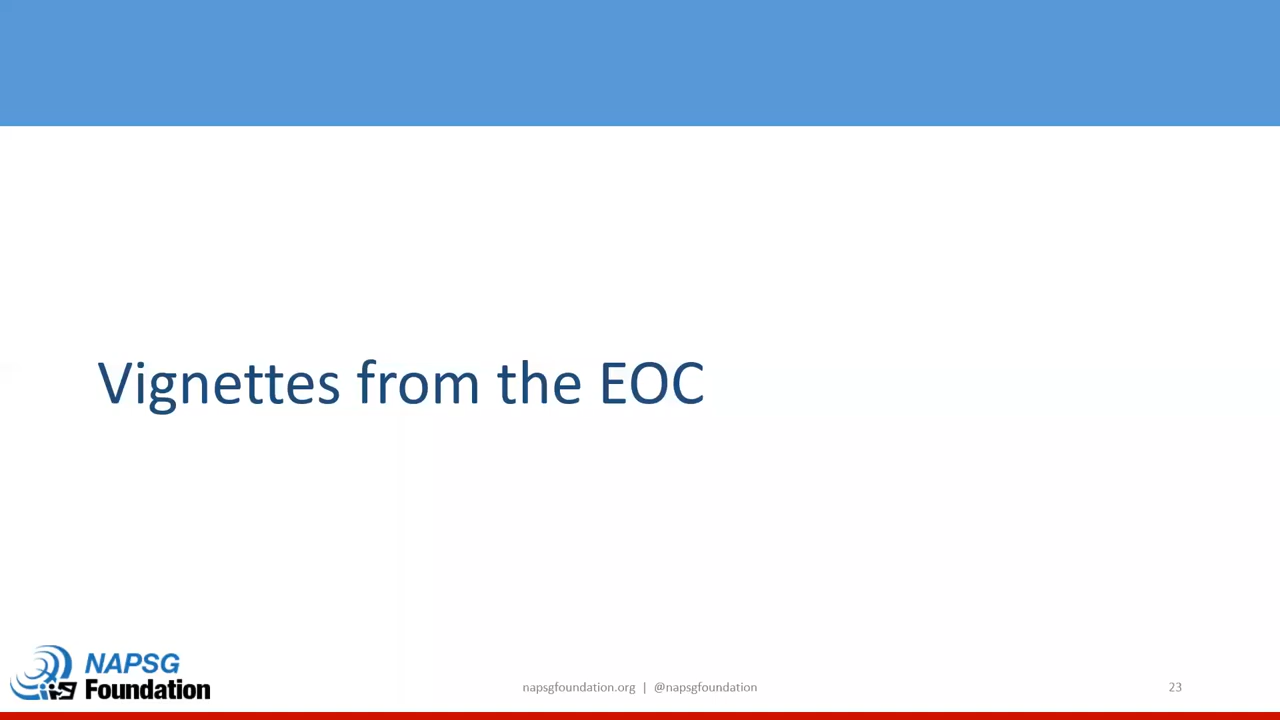 Vignettes from the EOC
NAPSG
Foundation
napsgfoundation.org | @napsgfoundation
23